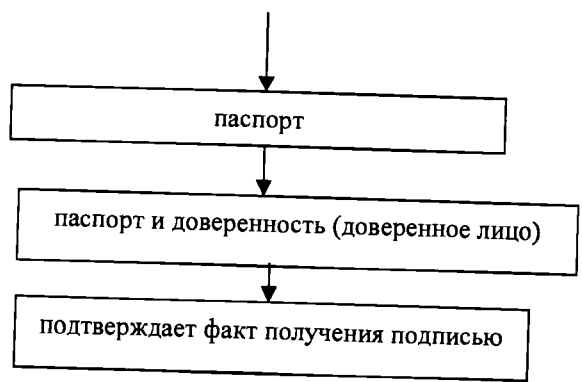 паспорт
паспорт и доверенность (доверенное лицо)
подтверждает факт получения подписью